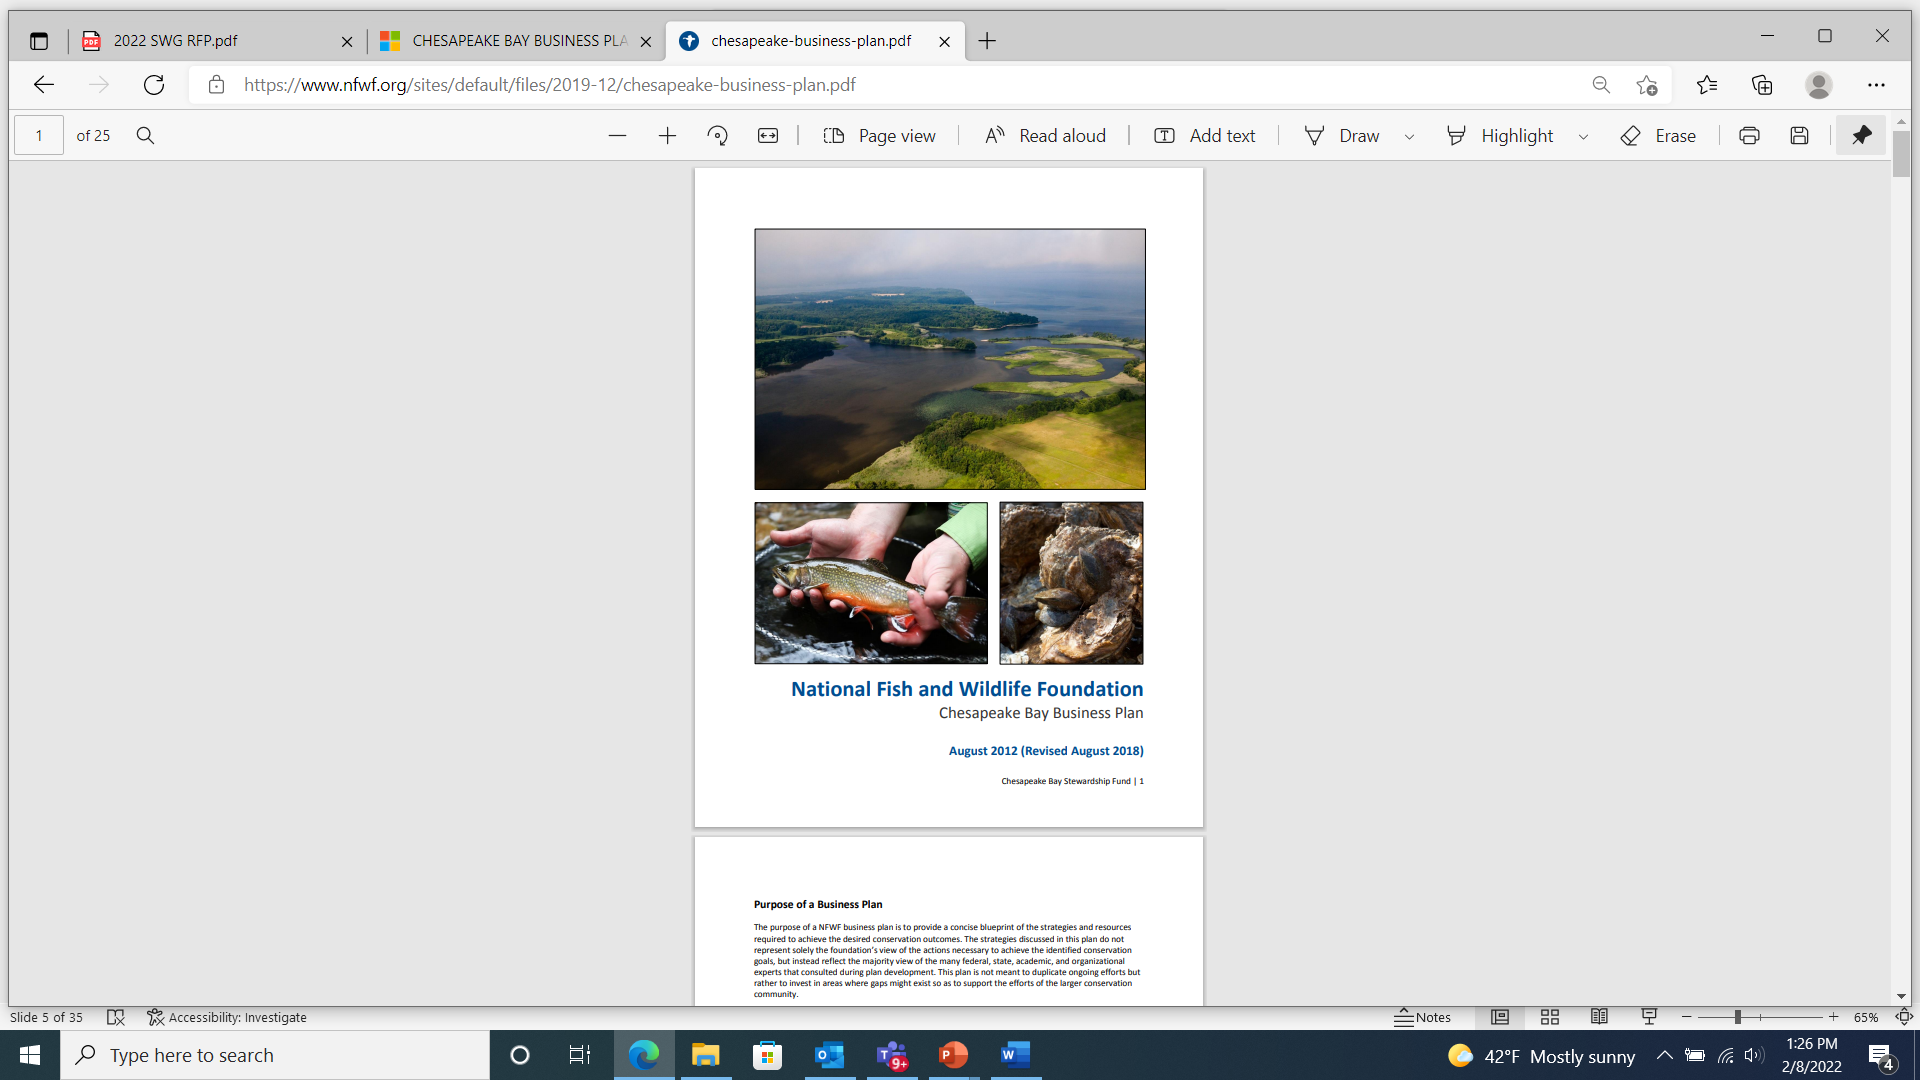 2022 SWG RFP.pdf
CHESAPEAKE BAY BUSINESS PLA
chesapeake-business-plan.pdf
https://www.nfwf.org/sites/default/files/2019-12/chesapeake-business-plan.pdf
1 of 25
Page view
Read aloud
Add text
Draw
Highlight
Erase
National Fish and Wildlife Foundation
Chesapeake Bay Business Plan
August 2012 (Revised August 2018)
Chesapeake Bay Stewardship Fund | 1
Purpose of a Business Plan
The purpose of a NFWF business plan is to provide a concise blueprint of the strategies and resources
required to achieve the desired conservation outcomes. The strategies discussed in this plan do not
represent solely the foundation's view of the actions necessary to achieve the identified conservation
goals, but instead reflect the majority view of the many federal, state, academic, and organizational
experts that consulted during plan development. This plan is not meant to duplicate ongoing efforts but
rather to invest in areas where gaps might exist so as to support the efforts of the larger conservation
community.
Slide 5 of 35
Accessibility: Investigate
Notes
65%
Type here to search
9+
42°F Mostly sunny
1:26 PM
2/8/2022
4